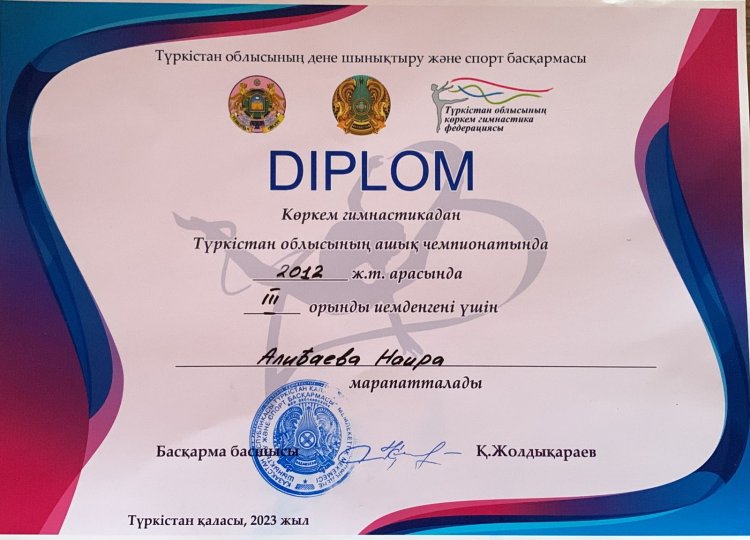 Түркістан облысының дене шынықтыру және спорт басқармасы
Түркістан облысының
көркем гимнастика
федерациясы
DIPLOM
Көркем гимнастикадан
Түркістан облысының ашық чемпионатында
2012 ж.т. арасында
III орынды иемденгені үшін
Алибаева Наира
марапатталады
Басқарма басшысы Қ.Жолдықараев
Түркістан қаласы, 2023 жыл